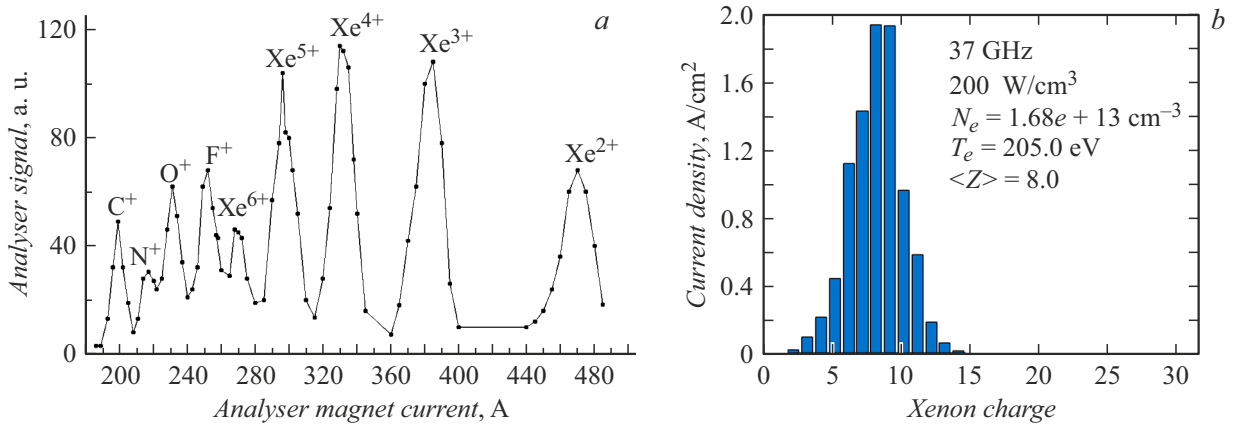 a
120
80
40
0
Analyser signal, a. u.
C⁺
N⁺
O⁺
F⁺
Xe⁶⁺
Xe⁵⁺
Xe⁴⁺
Xe³⁺
Xe²⁺
200 240 280 320 360 400 440 480
Analyser magnet current, A
b
2.0
1.6
1.2
0.8
0.4
0
Current density, A/cm²
37 GHz
200 W/cm³
Nₑ = 1.68e + 13 cm⁻³
Tₑ = 205.0 eV
<Z> = 8.0
0 5 10 15 20 25 30
Xenon charge